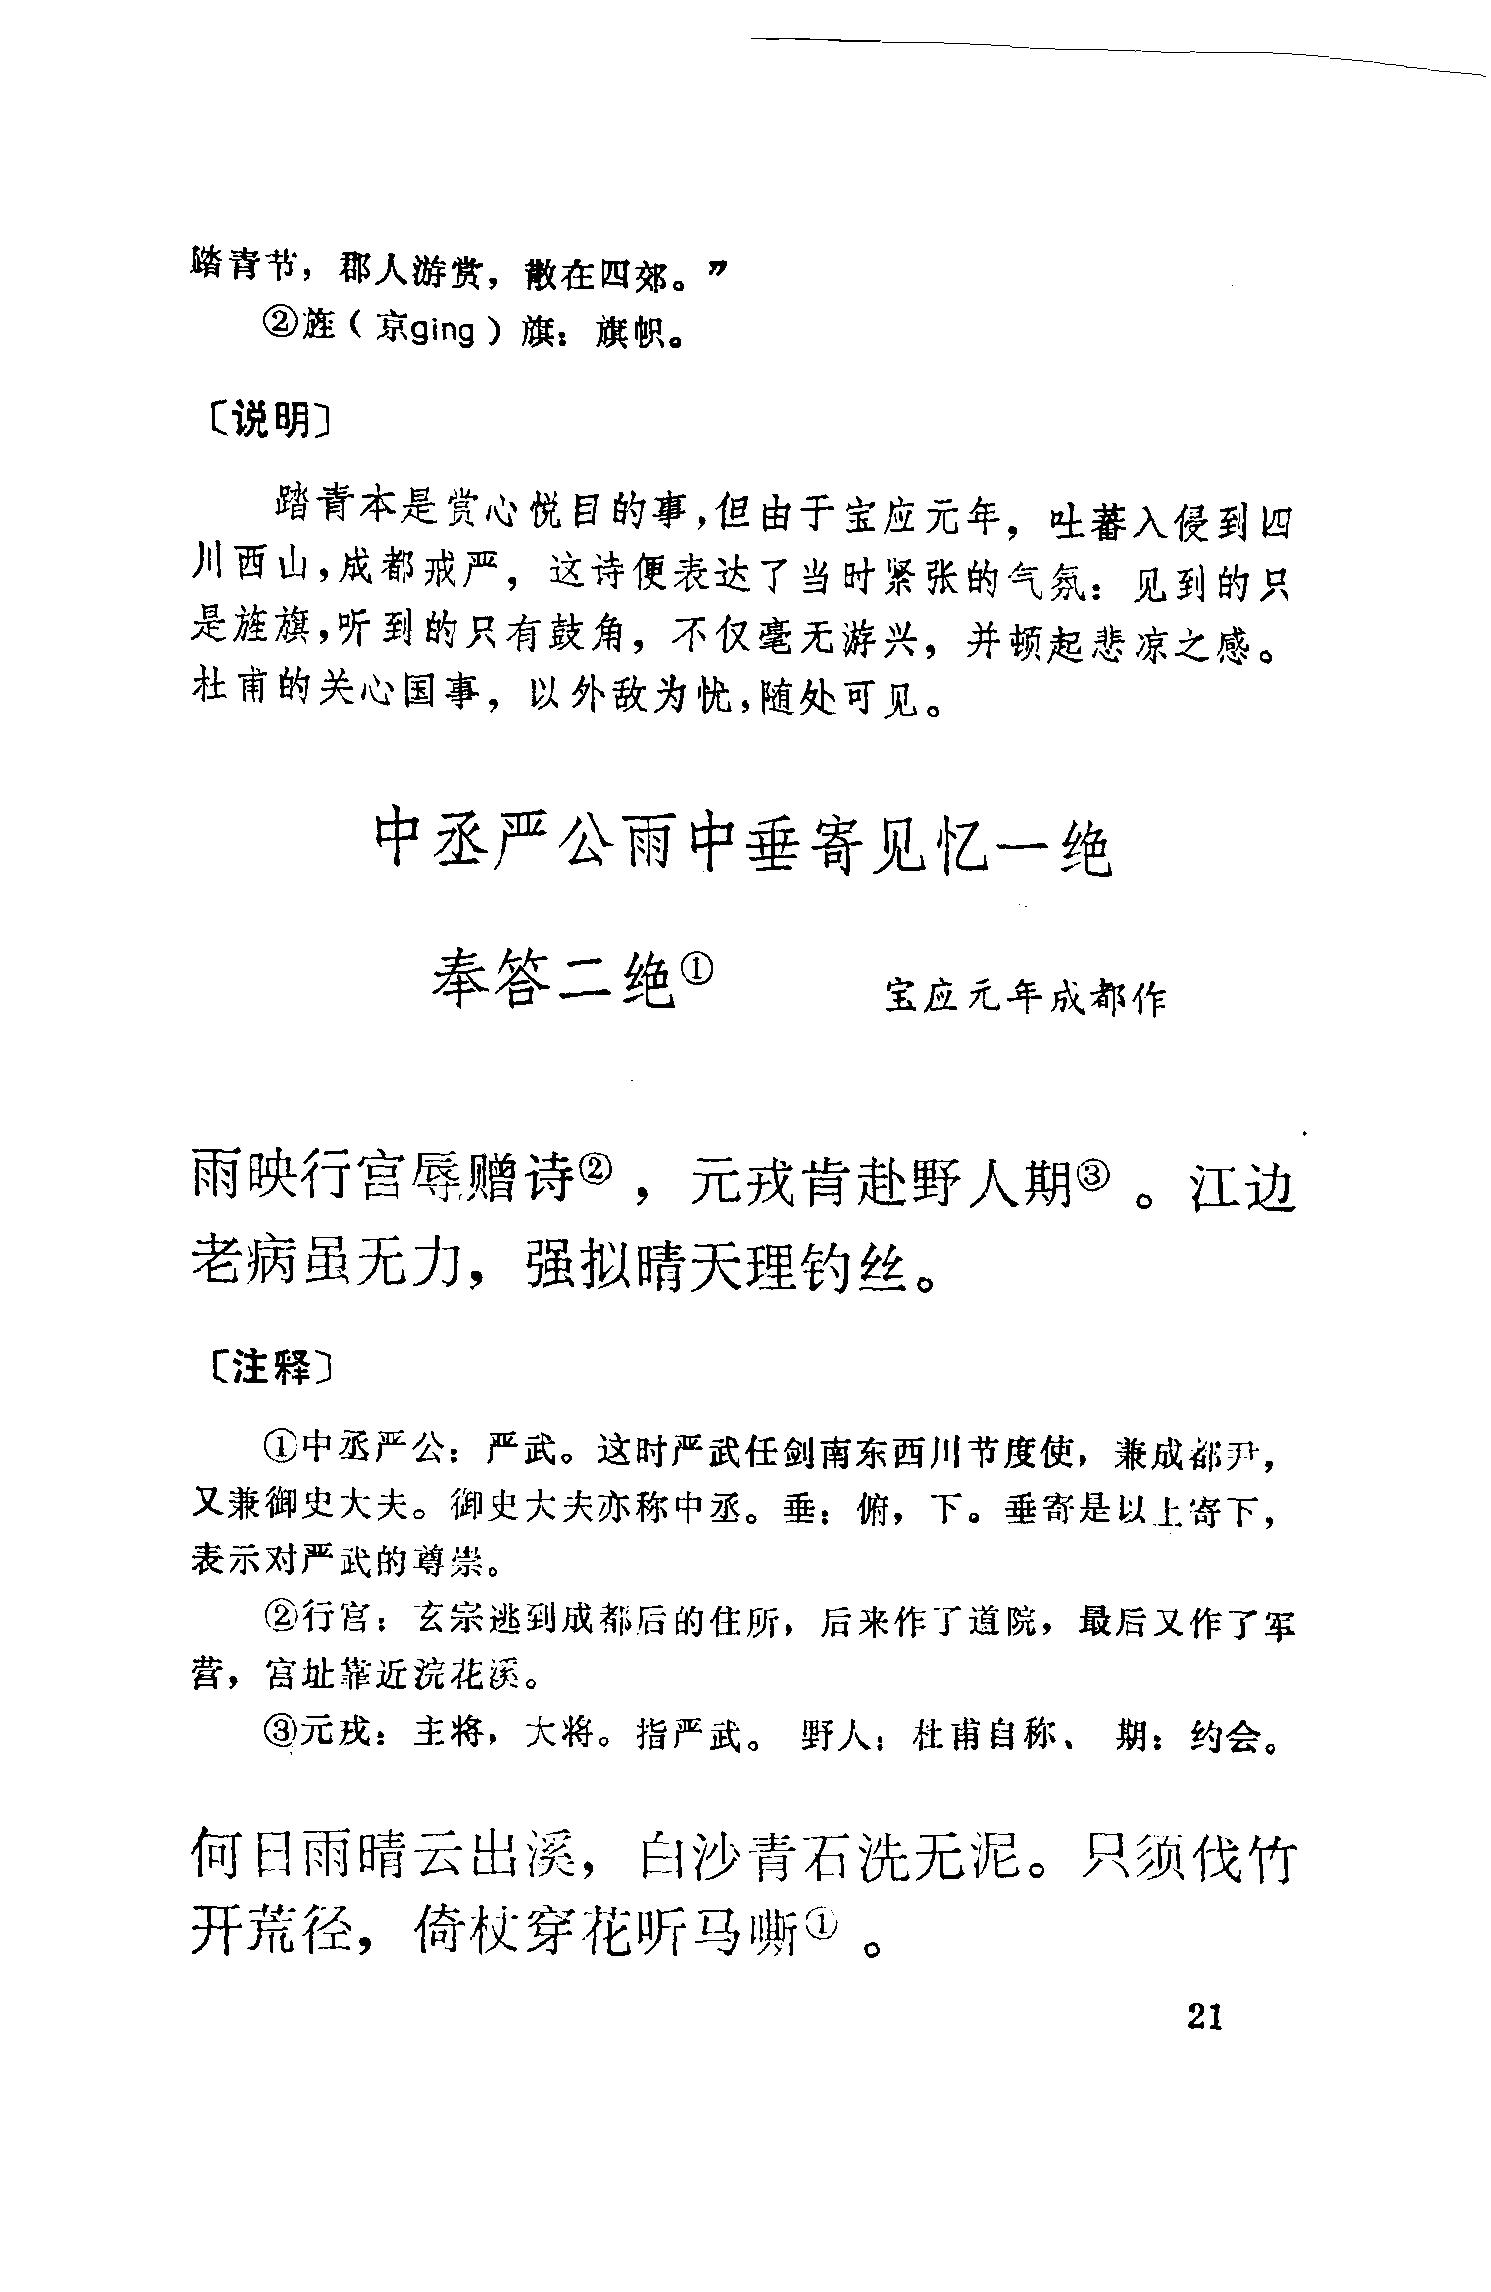 踏青节，郡人游赏，散在四郊。”
②旌（京ging）旗：旗帜。
〔说明〕
踏青本是赏心悦目的事，但由于宝应元年，吐蕃入侵到四
川西山，成都戒严，这诗便表达了当时紧张的气氛：见到的只
是旌旗，听到的只有鼓角，不仅毫无游兴，并顿起悲凉之感。
杜甫的关心国事，以外敌为忧，随处可见。
中丞严公雨中垂寄见忆一绝
奉答二绝① 宝应元年成都作
雨映行宫辱赠诗②，元戎肯赴野人期③。江边
老病虽无力，强拟晴天理钓丝。
〔注释〕
①中丞严公：严武。这时严武任剑南东西川节度使，兼成都尹，
又兼御史大夫。御史大夫亦称中丞。垂：俯，下。垂寄是以上寄下，
表示对严武的尊崇。
②行宫：玄宗逃到成都后的住所，后来作了道院，最后又作了军
营，宫址靠近浣花溪。
③元戎：主将，大将。指严武。 野人：杜甫自称、 期：约会。
何日雨晴云出溪，白沙青石洗无泥。只须伐竹
开荒径，倚杖穿花听马嘶①。
21